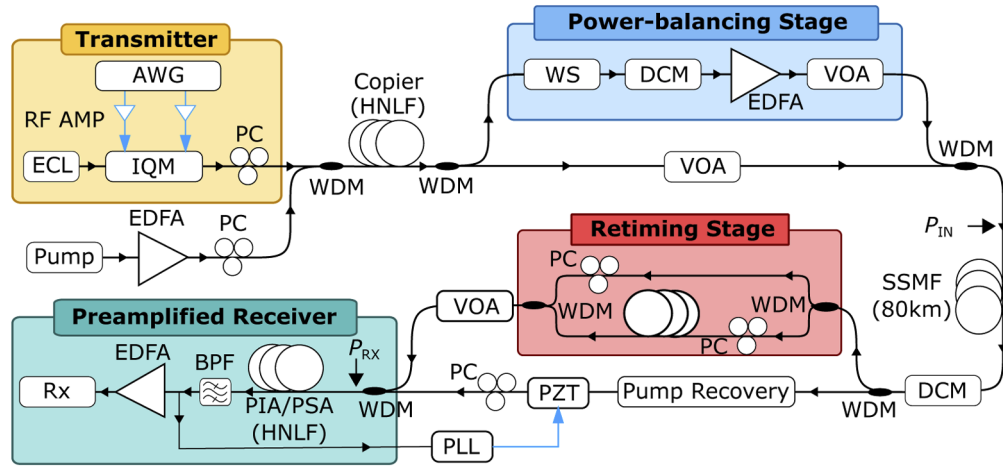 Transmitter
AWG
RF AMP
PC
ECL
IQM
WDM
Copier
(HNLF)
WDM
Power-balancing Stage
WS
DCM
EDFA
VOA
VOA
WDM
EDFA
PC
Pump
P_IN
SSMF
(80km)
Retiming Stage
PC
WDM
WDM
PC
VOA
Preamplified Receiver
EDFA
BPF
P_RX
Rx
PIA/PSA
(HNLF)
WDM
PC
PZT
Pump Recovery
WDM
DCM
PLL